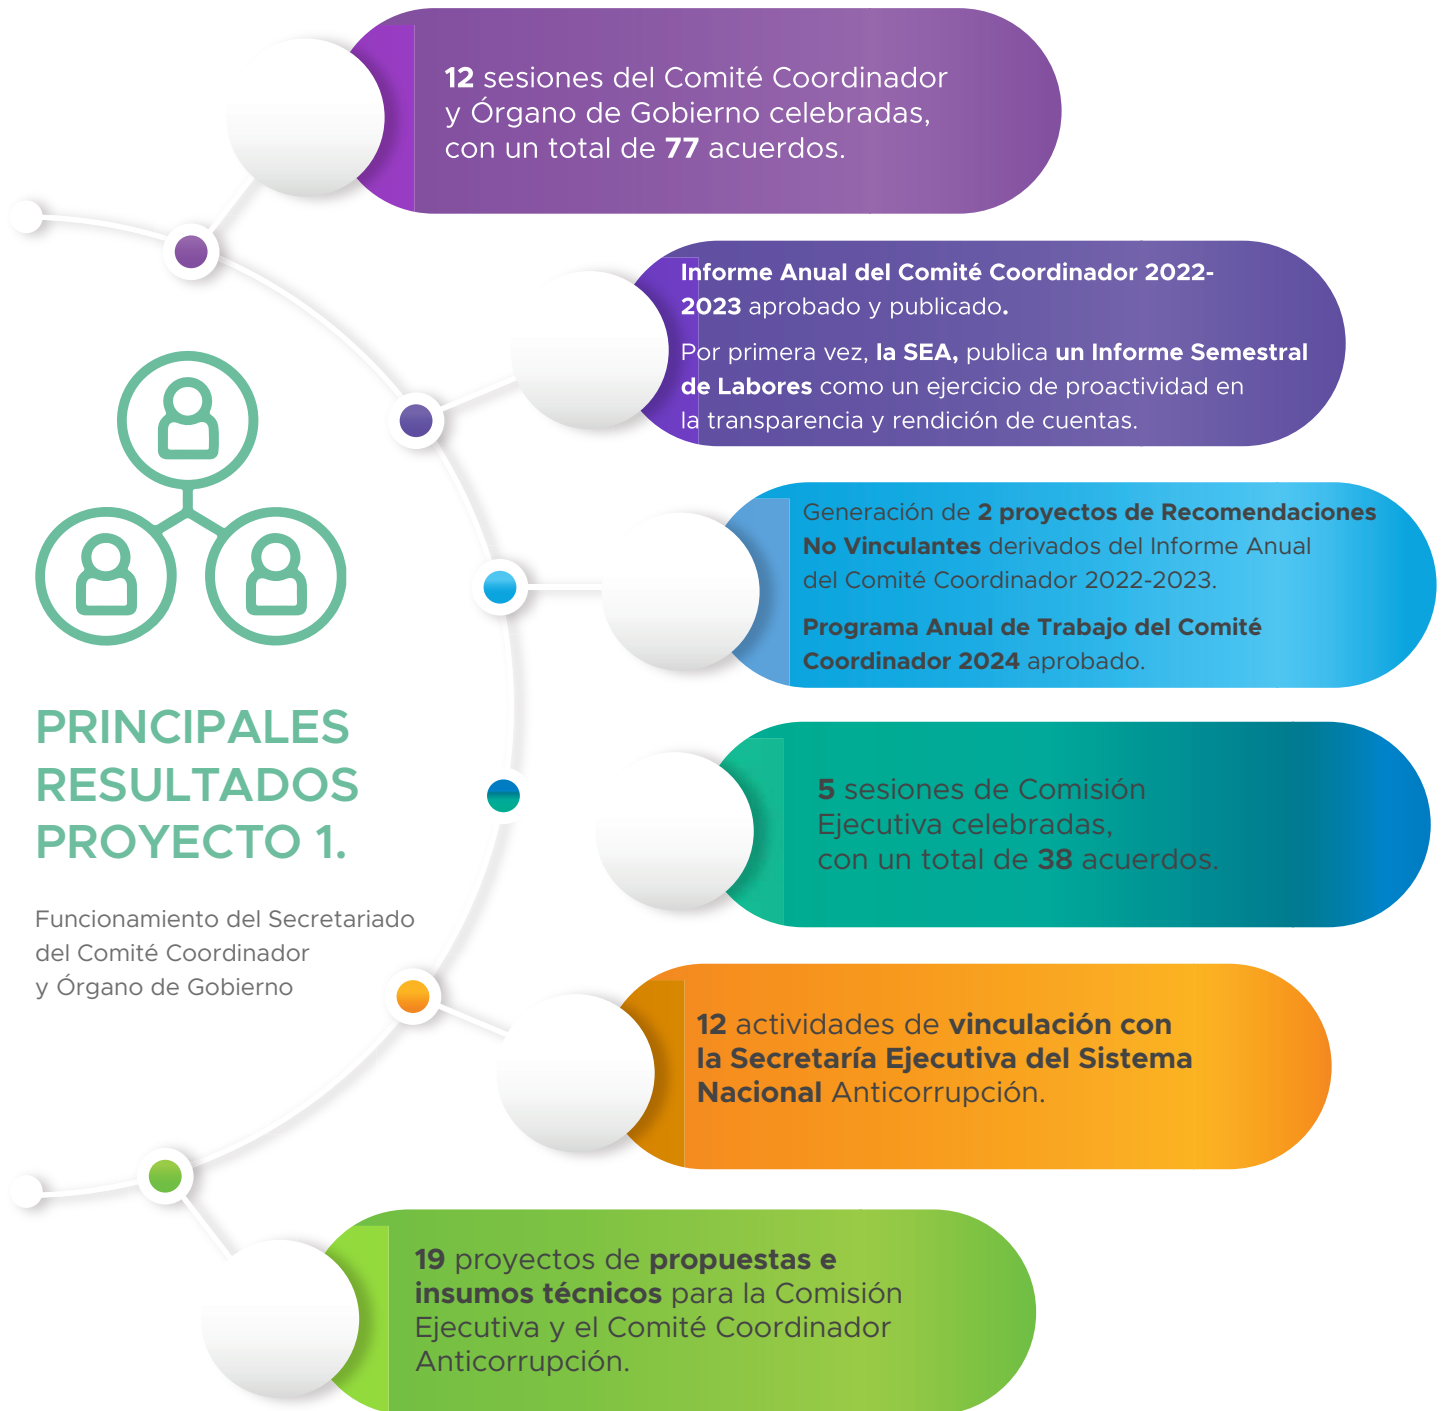 PRINCIPALES
RESULTADOS
PROYECTO 1.
Funcionamiento del Secretariado
del Comité Coordinador
y Órgano de Gobierno
12 sesiones del Comité Coordinador
y Órgano de Gobierno celebradas,
con un total de 77 acuerdos.
Informe Anual del Comité Coordinador 2022-
2023 aprobado y publicado.
Por primera vez, la SEA, publica un Informe Semestral
de Labores como un ejercicio de proactividad en
la transparencia y rendición de cuentas.
Generación de 2 proyectos de Recomendaciones
No Vinculantes derivados del Informe Anual
del Comité Coordinador 2022-2023.
Programa Anual de Trabajo del Comité
Coordinador 2024 aprobado.
5 sesiones de Comisión
Ejecutiva celebradas,
con un total de 38 acuerdos.
12 actividades de vinculación con
la Secretaría Ejecutiva del Sistema
Nacional Anticorrupción.
19 proyectos de propuestas e
insumos técnicos para la Comisión
Ejecutiva y el Comité Coordinador
Anticorrupción.